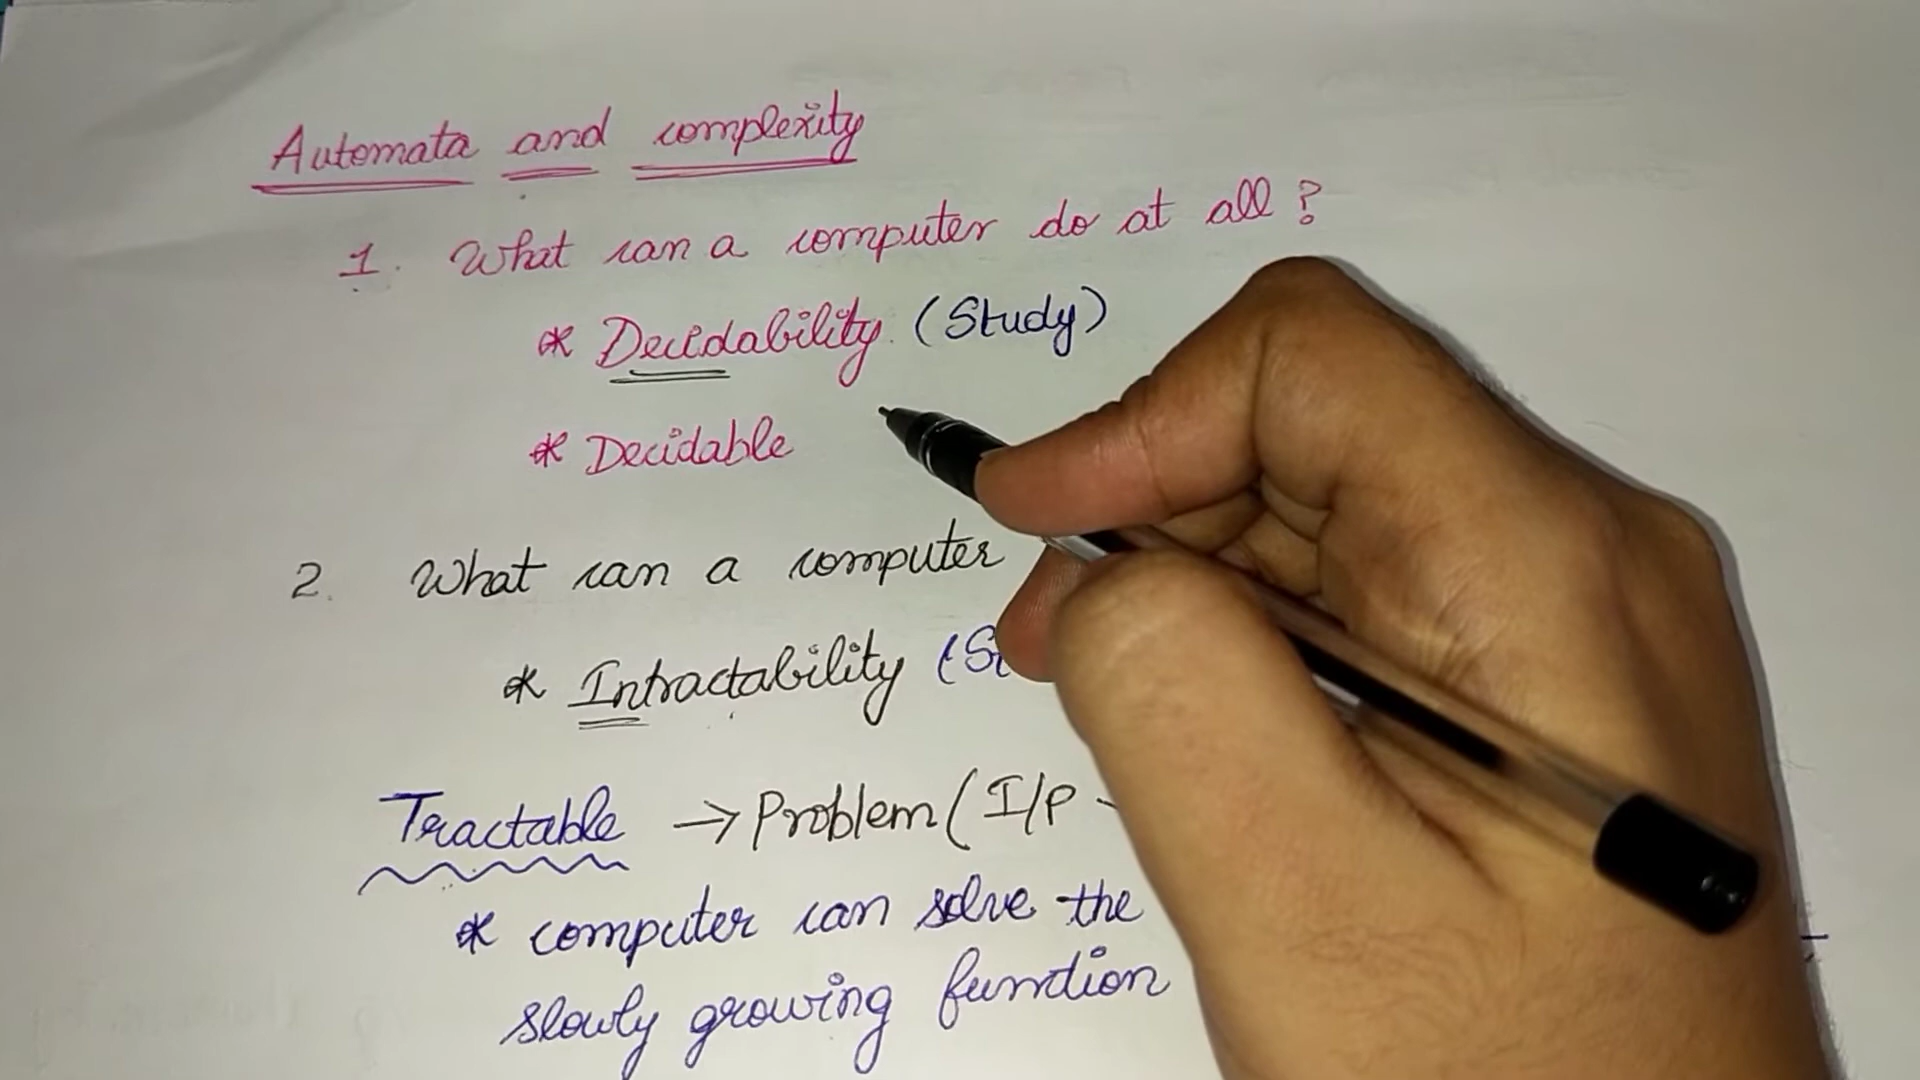 Automata and complexity
1. What can a computer do at all?
* Decidability (Study)
* Decidable
2. What can a computer
* Intractability (St
Tractable → Problem (I/P -
* computer can solve the
slowly growing function